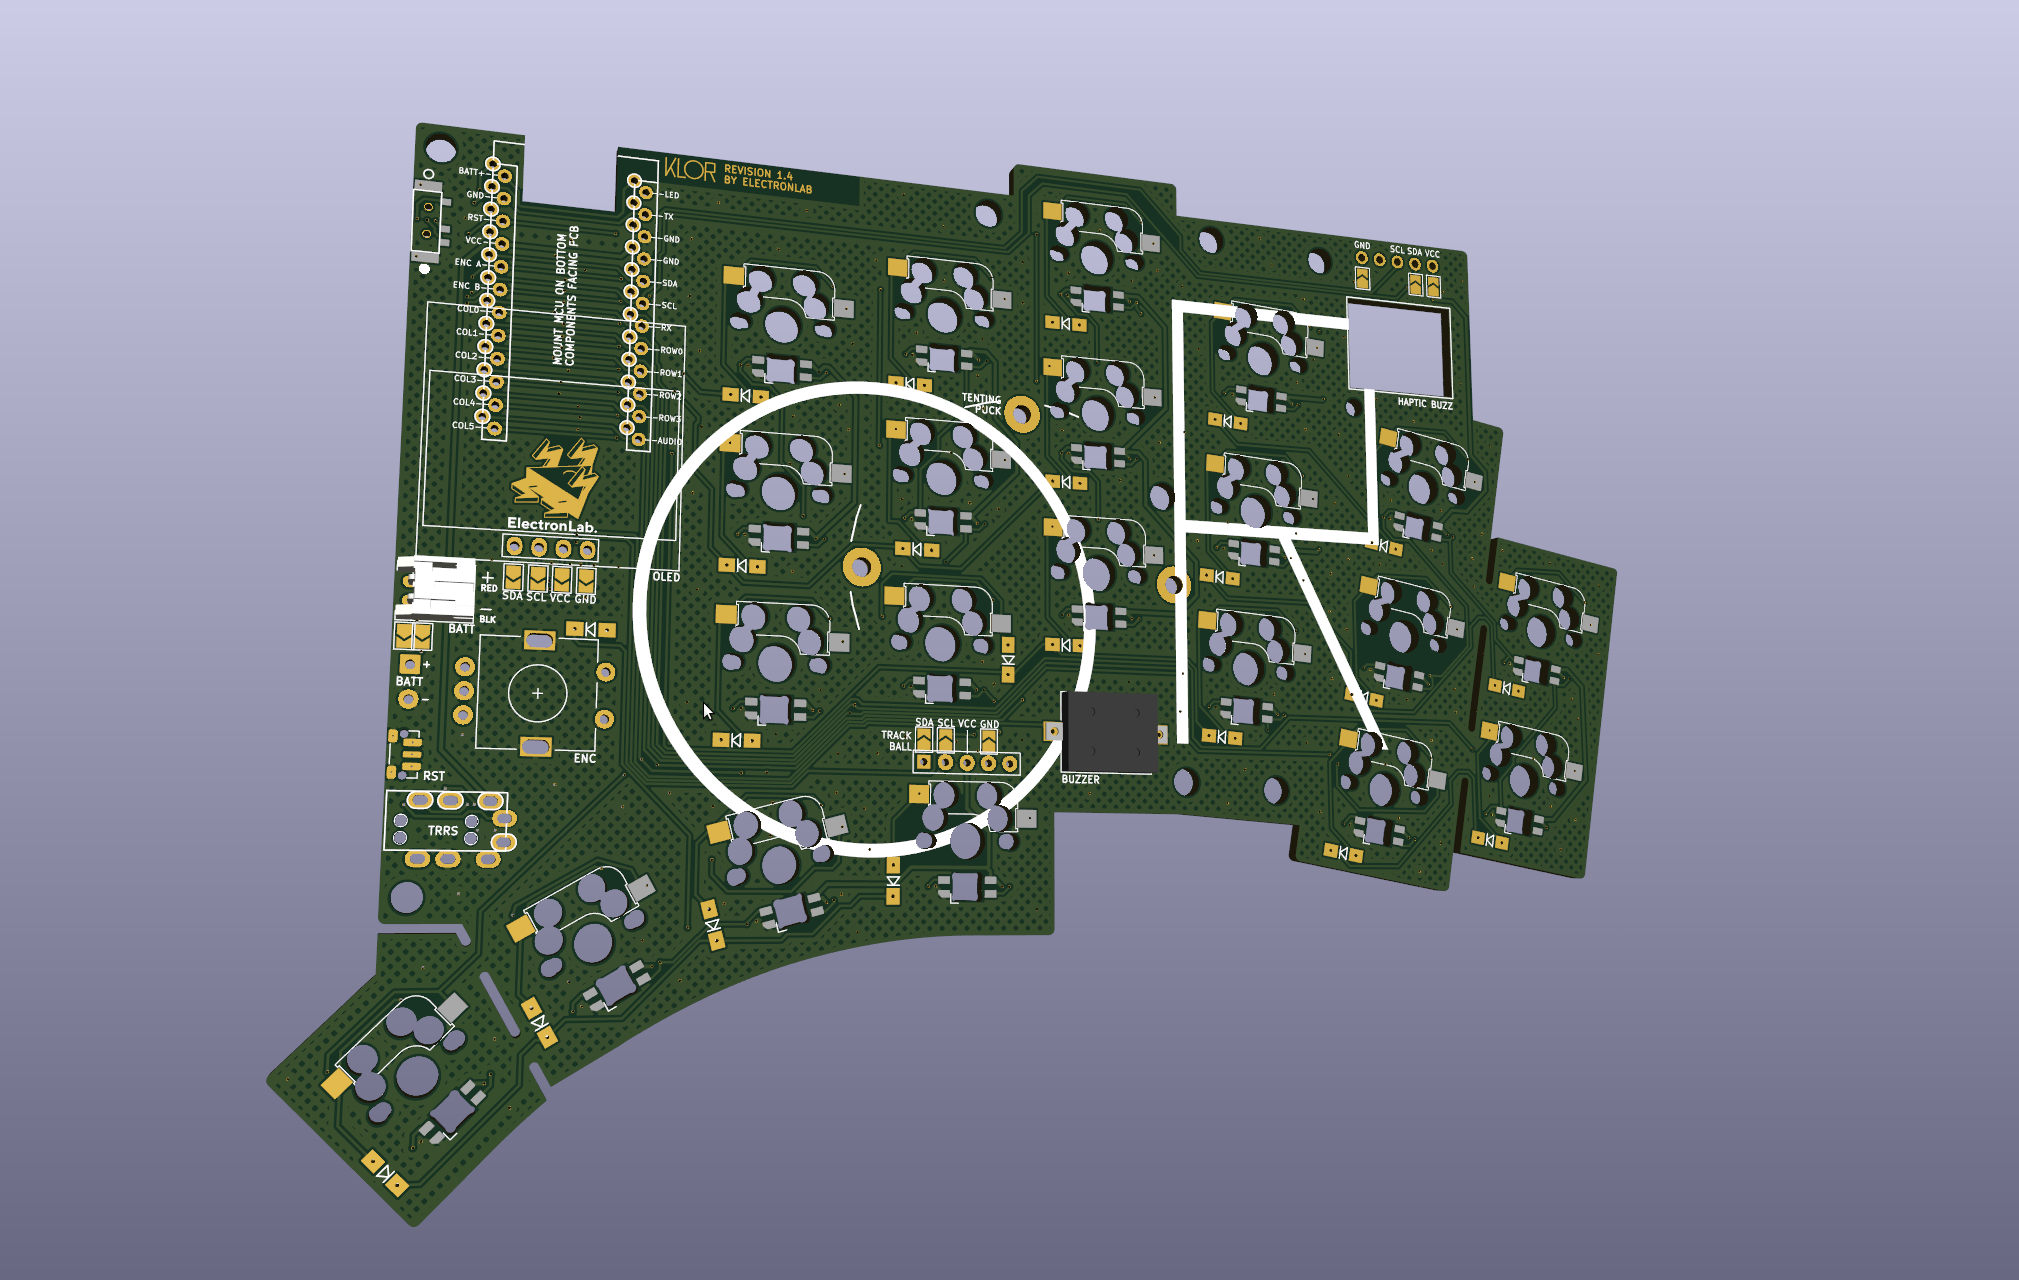 KLOR
REVISION 1.4
BY ELECTRONLAB
BATT+
GND
RST
VCC
ENC A
ENC B
COL0
COL1
COL2
COL3
COL4
COL5
MOUNT MCU ON BOTTOM
COMPONENTS FACING PCB
LED
TX
GND
GND
SDA
SCL
RX
ROW0
ROW1
ROW2
ROW3
AUDIO
ElectronLab.
OLED
SDA SCL VCC GND
+
RED
-
BLK
BATT
+
BATT
-
ENC
RST
TRRS
TENTING
PUCK
GND SCL SDA VCC
HAPTIC BUZZ
OR
SDA SCL VCC GND
TRACK
BALL
BUZZER